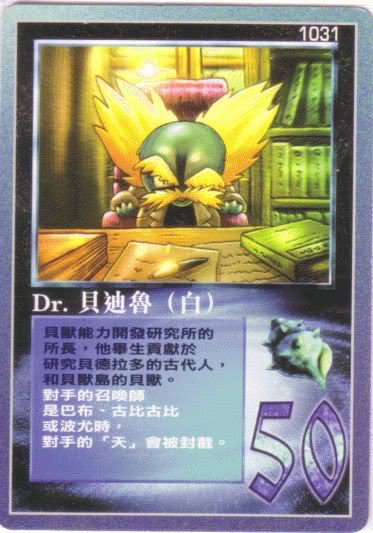 1031
Dr. 貝迪魯（白）
貝獸能力開發研究所的
所長，他畢生貢獻於
研究貝德拉多的古代人，
和貝獸島的貝獸。
對手的召喚師
是巴布、古比古比
或波尤時，
對手的「天」會被封截。
50